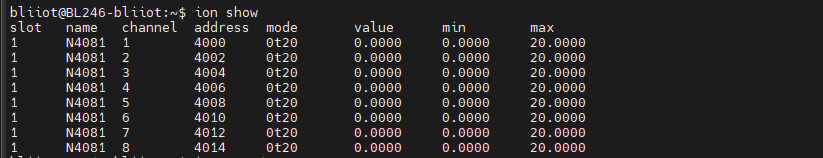 bliiot@BL246-bliiot:~$ ion show
slot name channel address mode value min max
1 N4081 1 4000 0t20 0.0000 0.0000 20.0000
1 N4081 2 4002 0t20 0.0000 0.0000 20.0000
1 N4081 3 4004 0t20 0.0000 0.0000 20.0000
1 N4081 4 4006 0t20 0.0000 0.0000 20.0000
1 N4081 5 4008 0t20 0.0000 0.0000 20.0000
1 N4081 6 4010 0t20 0.0000 0.0000 20.0000
1 N4081 7 4012 0t20 0.0000 0.0000 20.0000
1 N4081 8 4014 0t20 0.0000 0.0000 20.0000